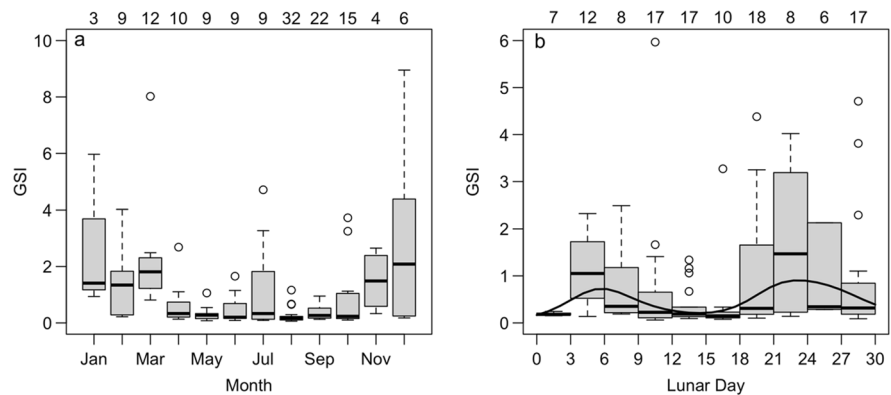 3 9 12 10 9 9 9 32 22 15 4 6
a
10
8
6
4
2
0
GSI
Jan Mar May Jul Sep Nov
Month
7 12 8 17 17 10 18 8 6 17
b
6
5
4
3
2
1
0
GSI
0 3 6 9 12 15 18 21 24 27 30
Lunar Day